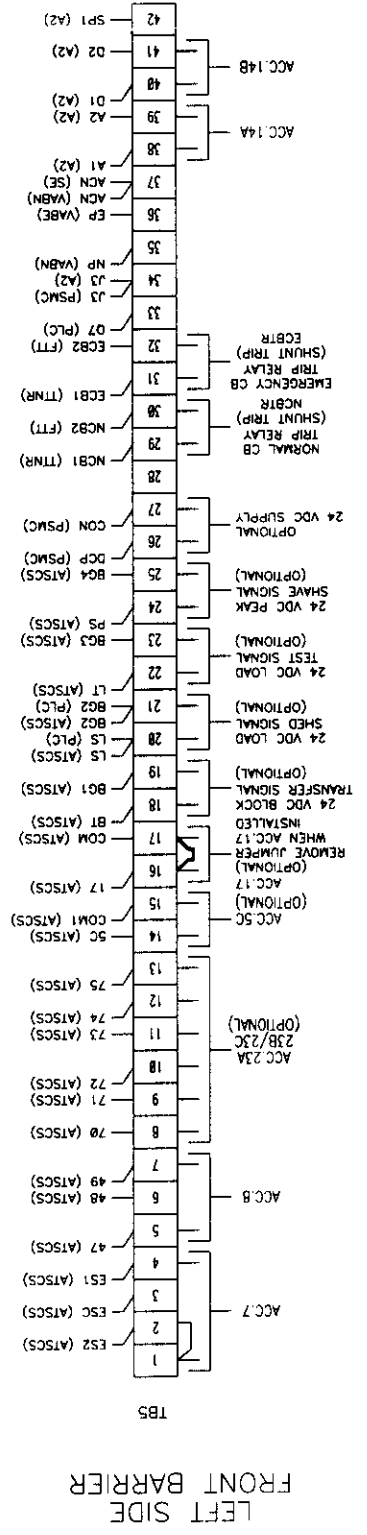 LEFT SIDE
FRONT BARRIER
TB5
ES2 (ATSCS)
ESC (ATSCS)
ES1 (ATSCS)
47 (ATSCS)
48 (ATSCS)
49 (ATSCS)
70 (ATSCS)
71 (ATSCS)
72 (ATSCS)
73 (ATSCS)
74 (ATSCS)
75 (ATSCS)
5C (ATSCS)
COM1 (ATSCS)
17 (ATSCS)
COM (ATSCS)
BT (ATSCS)
BG1 (ATSCS)
LS (ATSCS)
LS (PLC)
BG2 (ATSCS)
BG2 (PLC)
LT (ATSCS)
BG3 (ATSCS)
PS (ATSCS)
BG4 (ATSCS)
DCP (PSMC)
CON (PSMC)
NCB1 (TTNR)
NCB2 (FTT)
ECB1 (TTNR)
ECB2 (FTT)
Q7 (PLC)
J3 (PSMC)
J3 (A2)
NP (VABN)
EP (VABE)
ACN (VABN)
ACN (SE)
A1 (A2)
A2 (A2)
D1 (A2)
D2 (A2)
SP1 (A2)
1
2
3
4
5
6
7
8
9
10
11
12
13
14
15
16
17
18
19
20
21
22
23
24
25
26
27
28
29
30
31
32
33
34
35
36
37
38
39
40
41
42
ACC.7
ACC.8
ACC.23A
23B/23C
(OPTIONAL)
ACC.5C
(OPTIONAL)
ACC.17
(OPTIONAL)
REMOVE JUMPER
WHEN ACC.17
INSTALLED
24 VDC BLOCK
TRANSFER SIGNAL
(OPTIONAL)
24 VDC LOAD
SHED SIGNAL
(OPTIONAL)
24 VDC LOAD
TEST SIGNAL
(OPTIONAL)
24 VDC PEAK
SHAVE SIGNAL
(OPTIONAL)
OPTIONAL
24 VDC SUPPLY
NORMAL CB
TRIP RELAY
(SHUNT TRIP)
NCBTR
EMERGENCY CB
TRIP RELAY
(SHUNT TRIP)
ECBTR
ACC.14A
ACC.14B